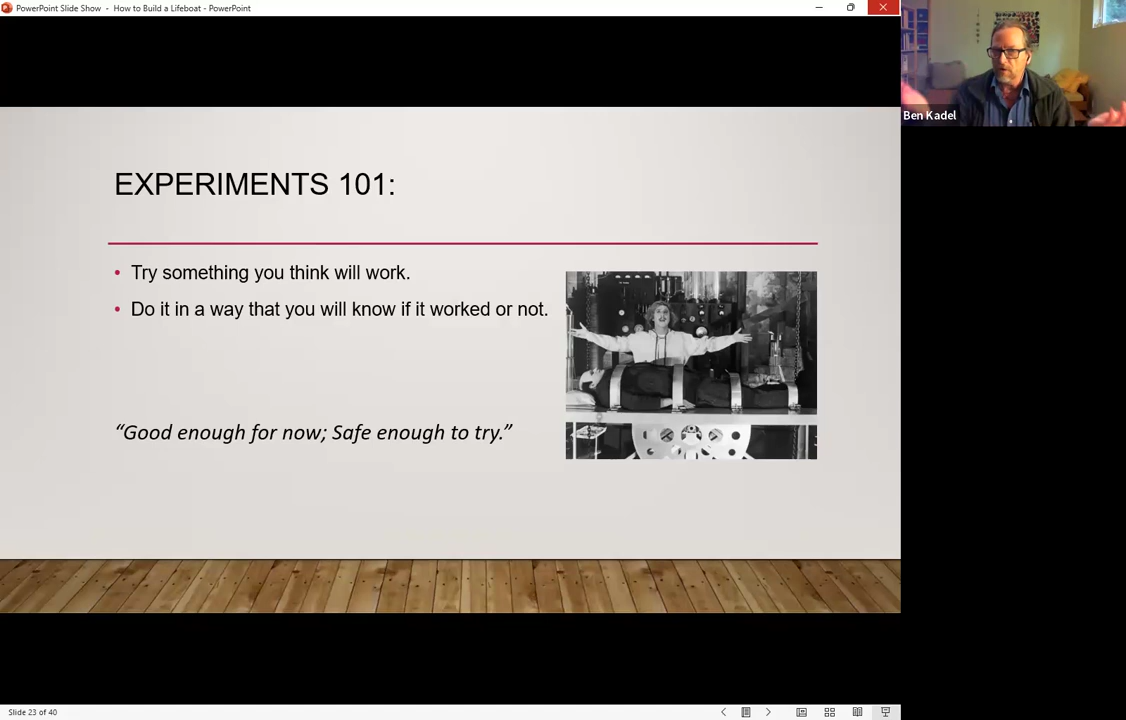 PowerPoint Slide Show - How to Build a Lifeboat - PowerPoint
Ben Kadel
EXPERIMENTS 101:
• Try something you think will work.
• Do it in a way that you will know if it worked or not.
“Good enough for now; Safe enough to try.”
Slide 23 of 40